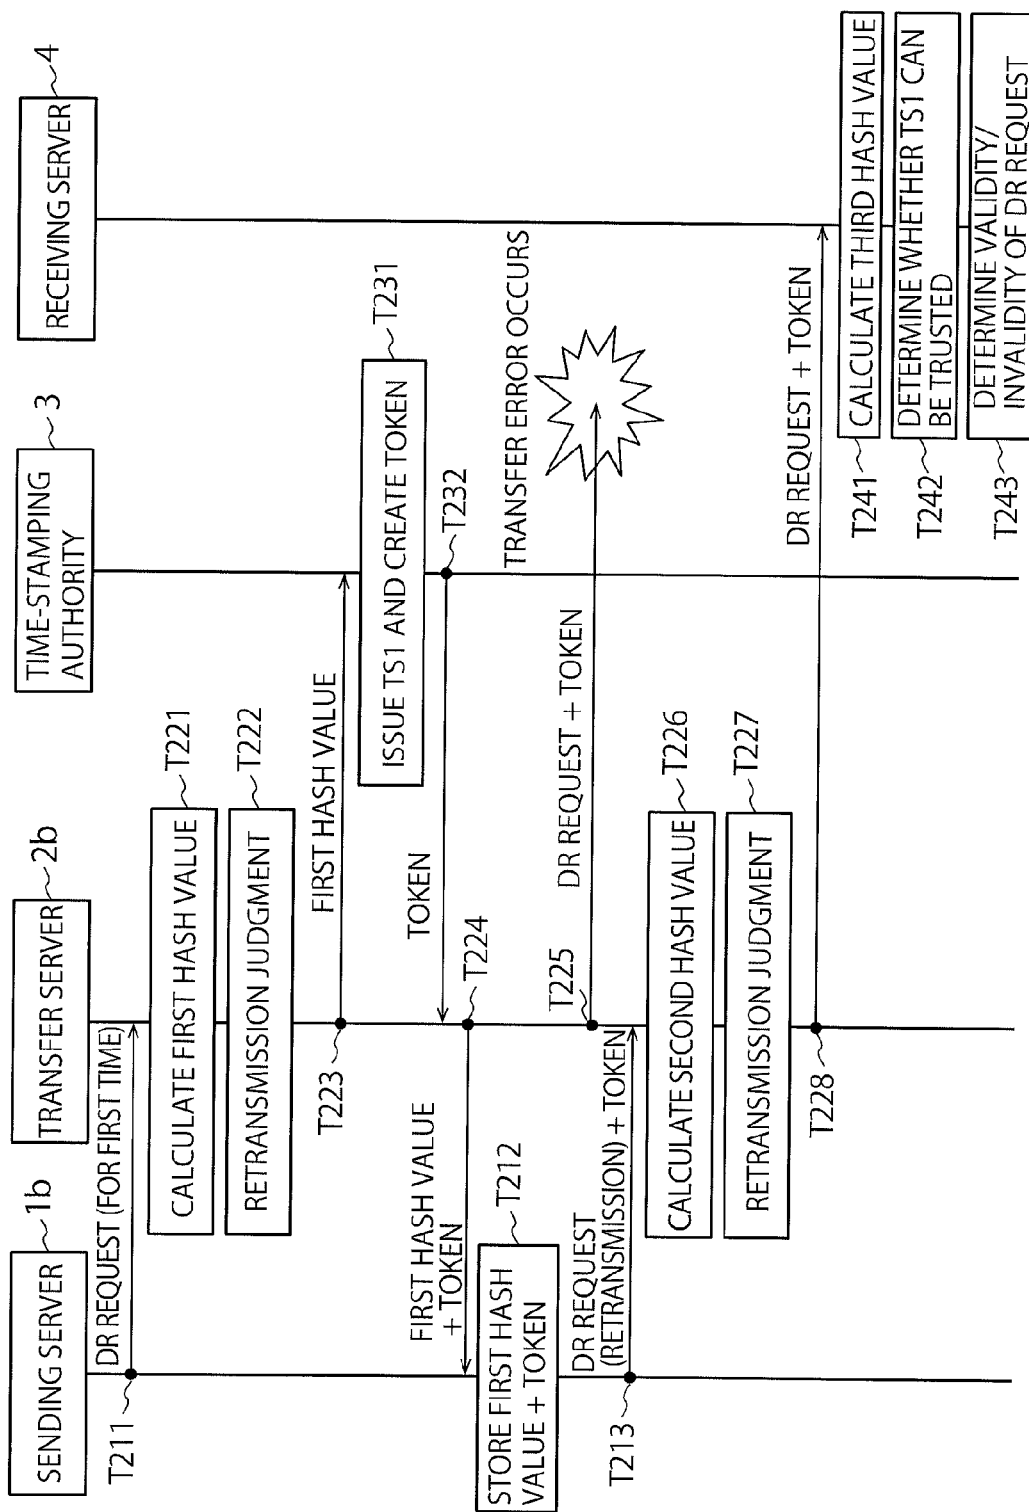 SENDING SERVER
1b
TRANSFER SERVER
2b
TIME-STAMPING
AUTHORITY
3
RECEIVING SERVER
4
T211
DR REQUEST (FOR FIRST TIME)
CALCULATE FIRST HASH VALUE
T221
RETRANSMISSION JUDGMENT
T222
T223
FIRST HASH VALUE
ISSUE TS1 AND CREATE TOKEN
T231
T232
TOKEN
T224
FIRST HASH VALUE
+ TOKEN
STORE FIRST HASH
VALUE + TOKEN
T212
T225
DR REQUEST + TOKEN
TRANSFER ERROR OCCURS
T213
DR REQUEST
(RETRANSMISSION) + TOKEN
CALCULATE SECOND HASH VALUE
T226
RETRANSMISSION JUDGMENT
T227
T228
DR REQUEST + TOKEN
T241
CALCULATE THIRD HASH VALUE
T242
DETERMINE WHETHER TS1 CAN
BE TRUSTED
T243
DETERMINE VALIDITY/
INVALIDITY OF DR REQUEST